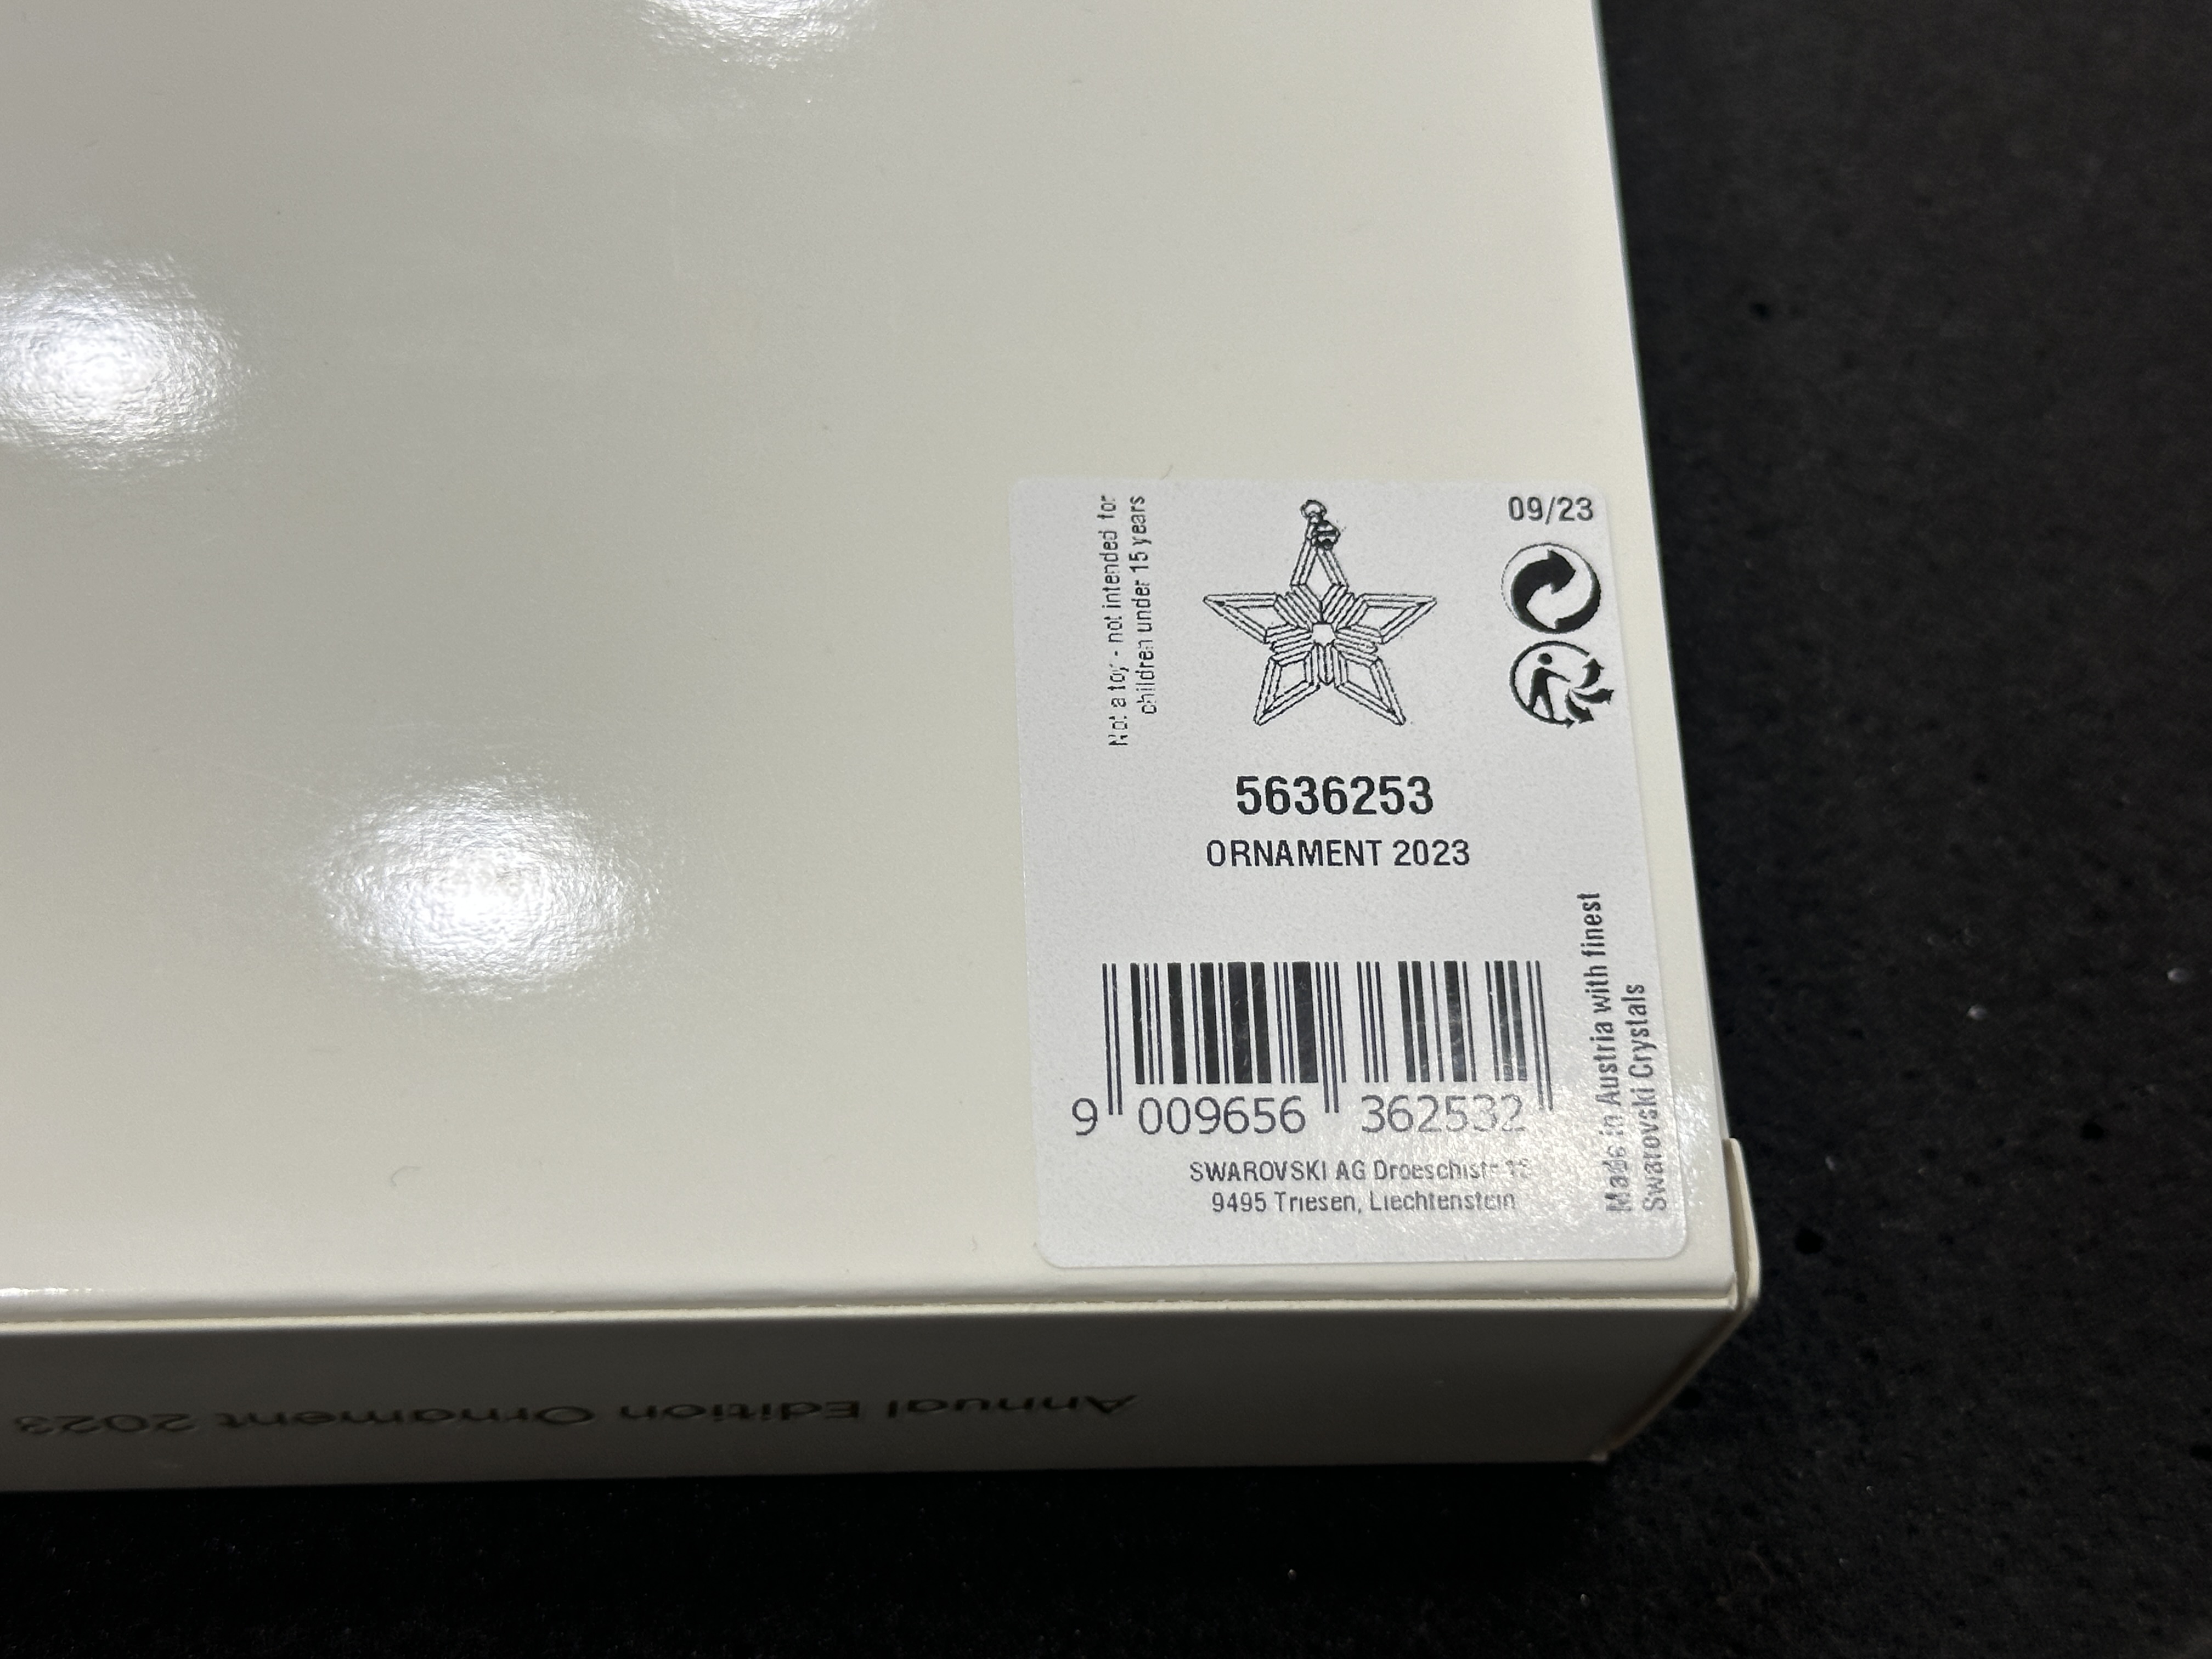 Not a toy - not intended for
children under 15 years
09/23
5636253
ORNAMENT 2023
9 009656 362532
Made in Austria with finest
Swarovski Crystals
SWAROVSKI AG Droeschistr
9495 Triesen, Liechtenstein
Annual Edition Ornament 2023